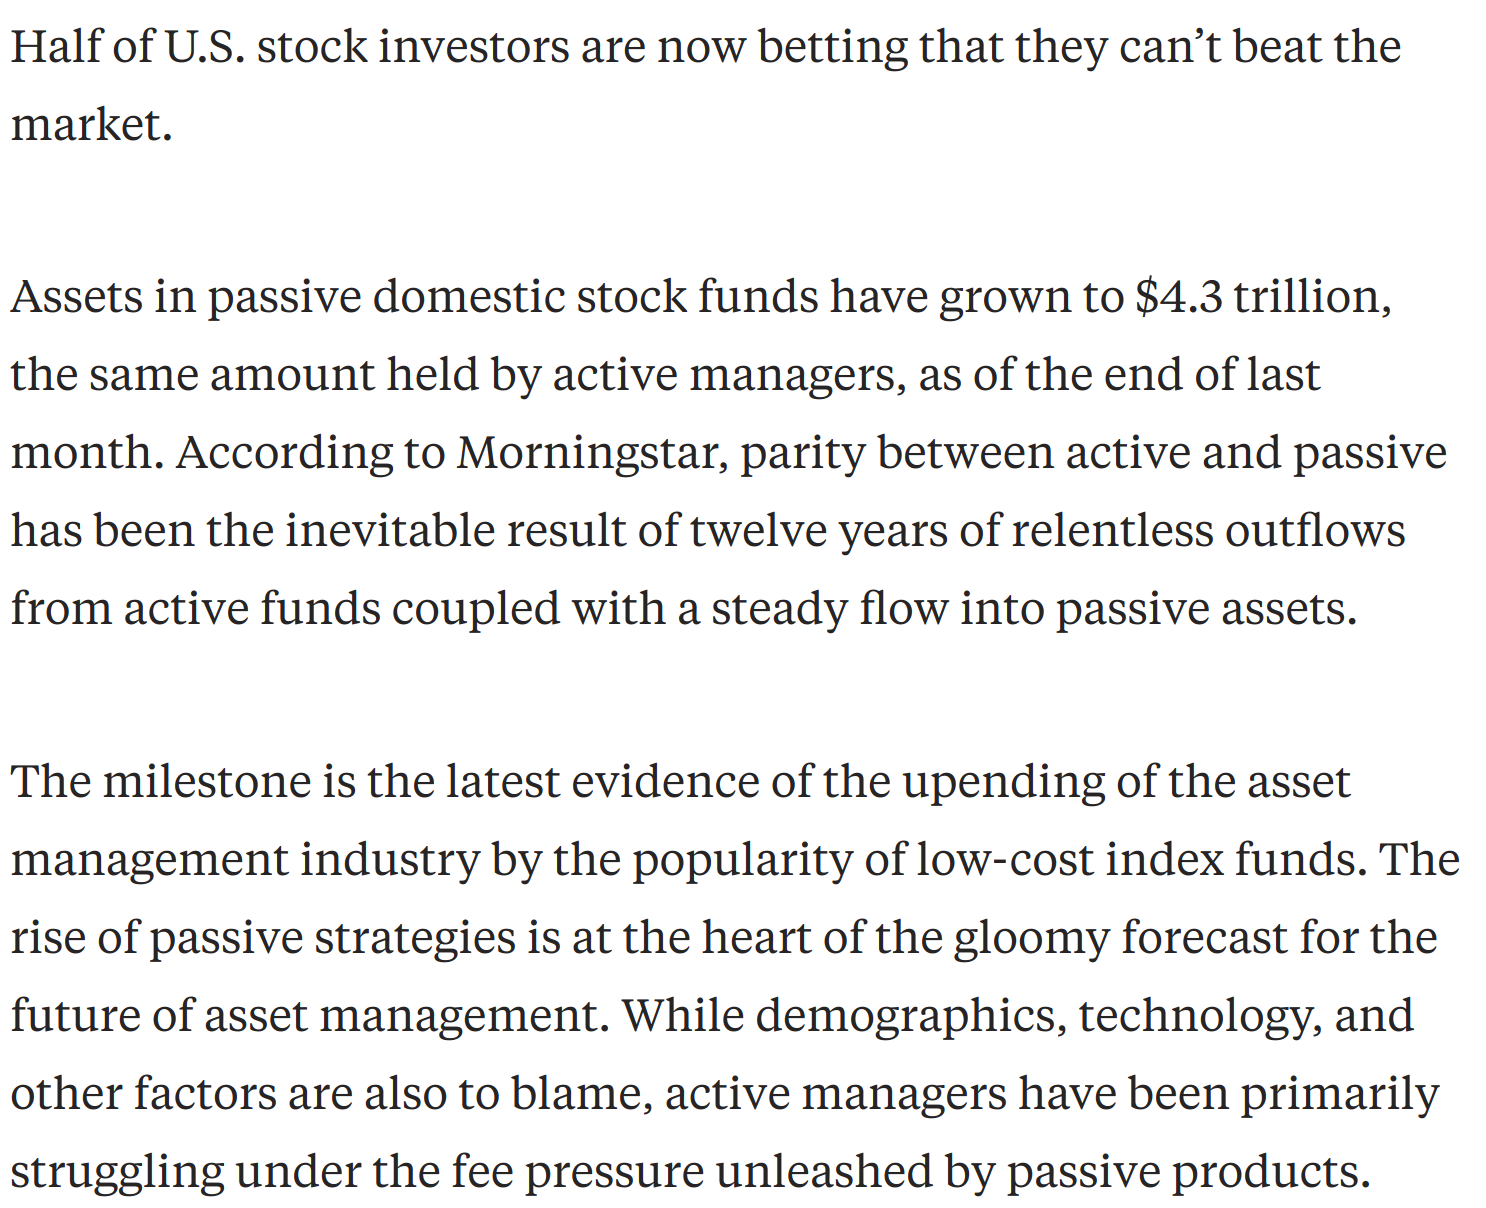 Half of U.S. stock investors are now betting that they can’t beat the
market.
Assets in passive domestic stock funds have grown to $4.3 trillion,
the same amount held by active managers, as of the end of last
month. According to Morningstar, parity between active and passive
has been the inevitable result of twelve years of relentless outflows
from active funds coupled with a steady flow into passive assets.
The milestone is the latest evidence of the upending of the asset
management industry by the popularity of low-cost index funds. The
rise of passive strategies is at the heart of the gloomy forecast for the
future of asset management. While demographics, technology, and
other factors are also to blame, active managers have been primarily
struggling under the fee pressure unleashed by passive products.